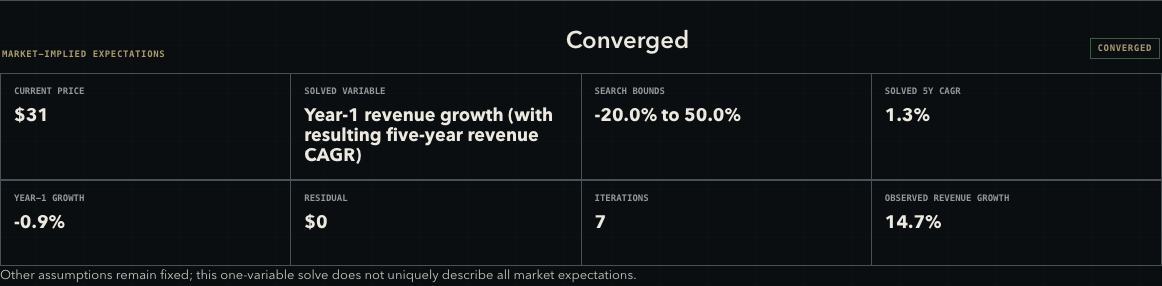 Converged
MARKET-IMPLIED EXPECTATIONS
CONVERGED
CURRENT PRICE
$31
SOLVED VARIABLE
Year-1 revenue growth (with
resulting five-year revenue
CAGR)
SEARCH BOUNDS
-20.0% to 50.0%
SOLVED 5Y CAGR
1.3%
YEAR-1 GROWTH
-0.9%
RESIDUAL
$0
ITERATIONS
7
OBSERVED REVENUE GROWTH
14.7%
Other assumptions remain fixed; this one-variable solve does not uniquely describe all market expectations.